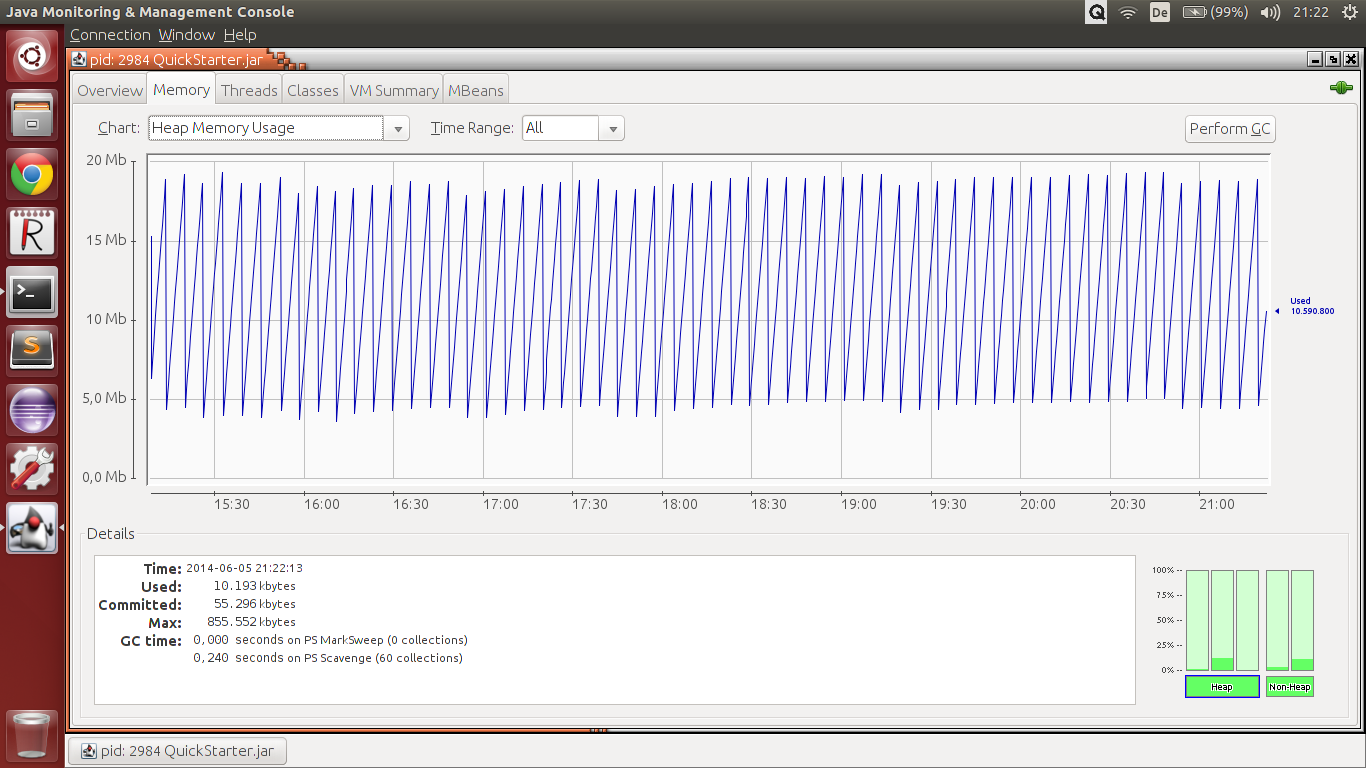 Java Monitoring & Management Console
Q De (99%) 21:22
Connection Window Help
pid: 2984 QuickStarter.jar
Overview Memory Threads Classes VM Summary MBeans
Chart: Heap Memory Usage Time Range: All Perform GC
20 Mb
15 Mb
10 Mb
5,0 Mb
0,0 Mb
Used
10.590.800
15:30 16:00 16:30 17:00 17:30 18:00 18:30 19:00 19:30 20:00 20:30 21:00
Details
Time: 2014-06-05 21:22:13
Used: 10.193 kbytes
Committed: 55.296 kbytes
Max: 855.552 kbytes
GC time: 0,000 seconds on PS MarkSweep (0 collections)
0,240 seconds on PS Scavenge (60 collections)
100% --
75% --
50% --
25% --
0% --
Heap Non-Heap
R
>_
S
pid: 2984 QuickStarter.jar